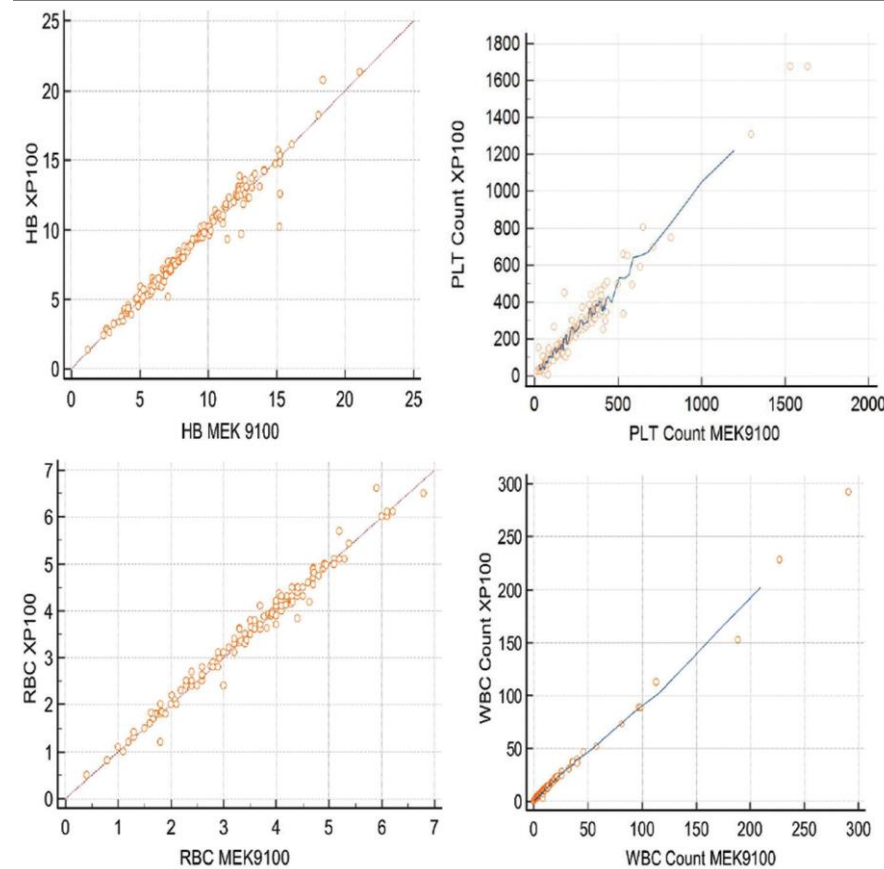 25
20
15
10
5
0
HB XP100
0 5 10 15 20 25
HB MEK 9100
1800
1600
1400
1200
1000
800
600
400
200
0
PLT Count XP100
0 500 1000 1500 2000
PLT Count MEK9100
7
6
5
4
3
2
1
0
RBC XP100
0 1 2 3 4 5 6 7
RBC MEK9100
300
250
200
150
100
50
0
WBC Count XP100
0 50 100 150 200 250 300
WBC Count MEK9100